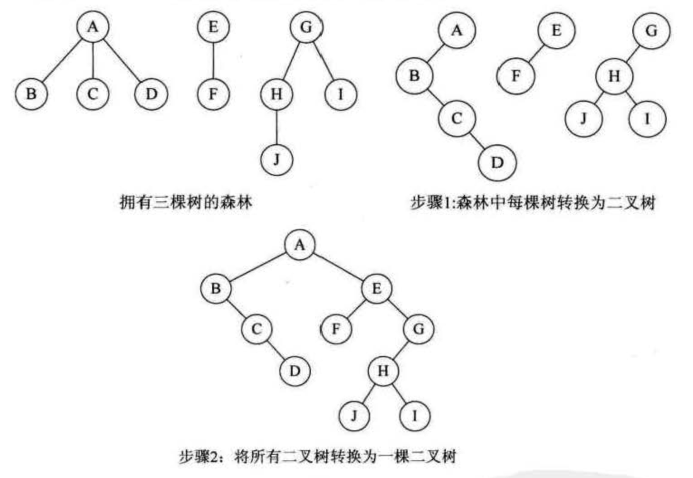 A E G
B C D F H I
J
拥有三棵树的森林
A E G
B F H
C J I
D
步骤1:森林中每棵树转换为二叉树
A
B E
C F G
D H
J I
步骤2：将所有二叉树转换为一棵二叉树